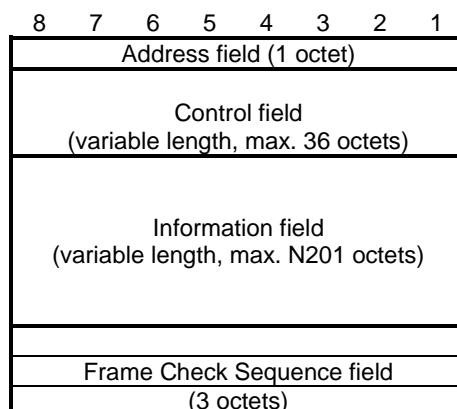 8 7 6 5 4 3 2 1
Address field (1 octet)
Control field
(variable length, max. 36 octets)
Information field
(variable length, max. N201 octets)
Frame Check Sequence field
(3 octets)